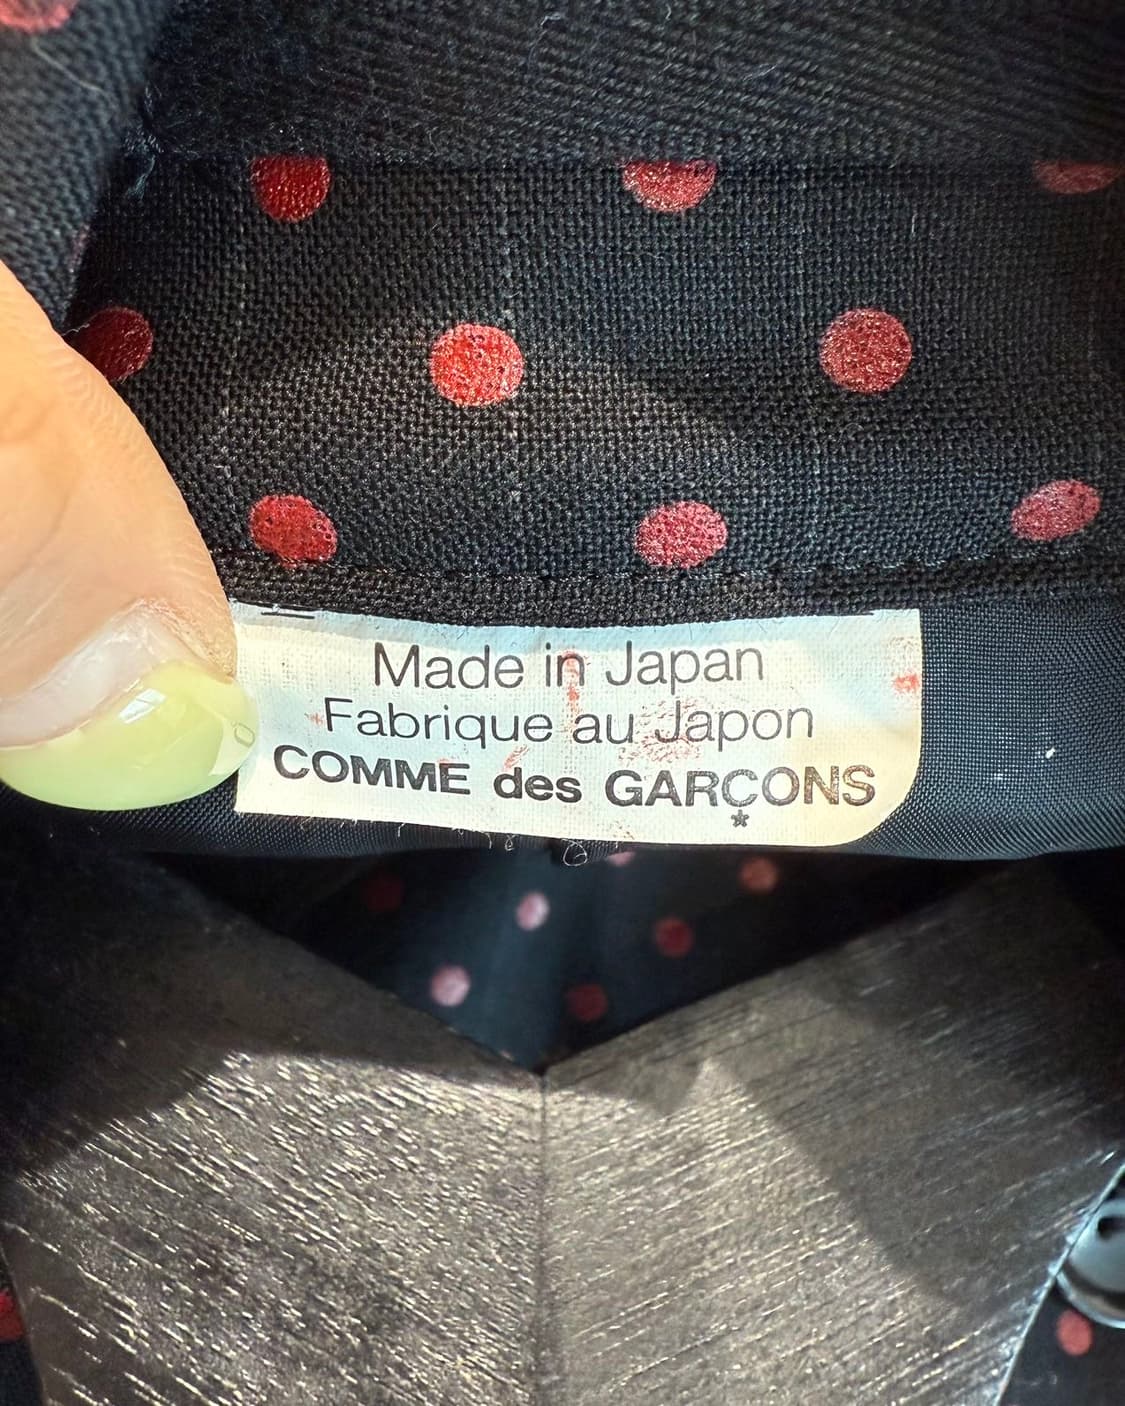 Made in Japan
Fabrique au Japon
COMME des GARÇONS
*